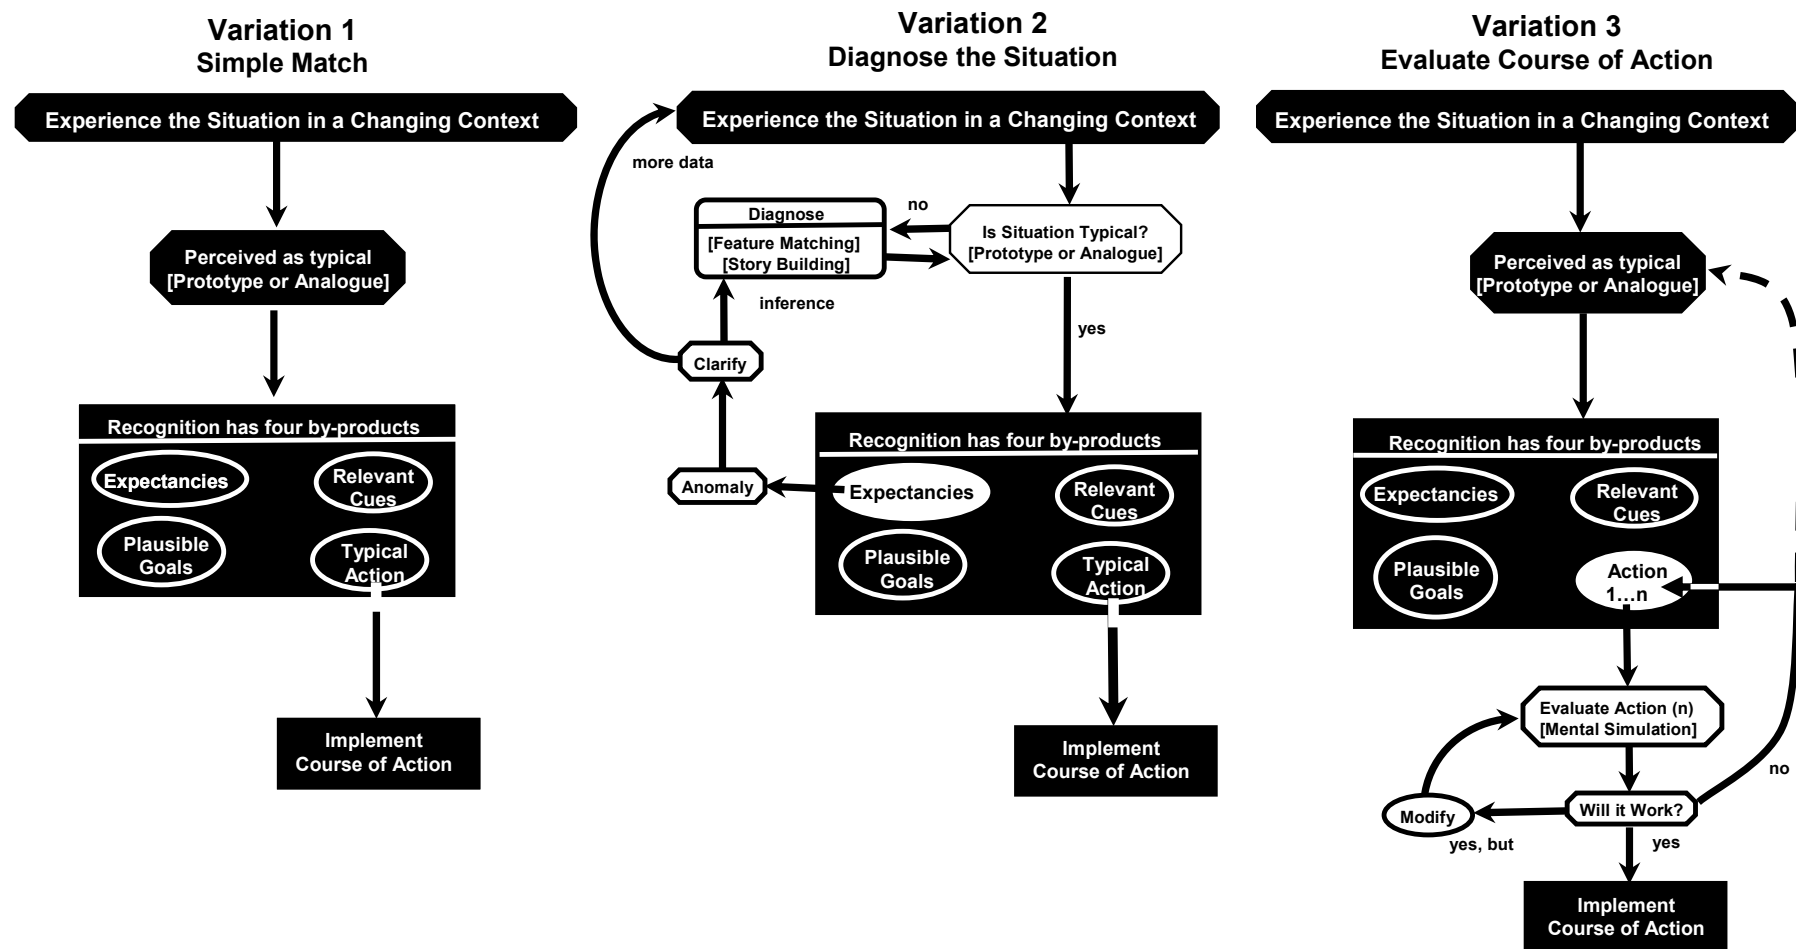 Variation 1
Simple Match
Experience the Situation in a Changing Context
Perceived as typical
[Prototype or Analogue]
Recognition has four by-products
Expectancies
Relevant
Cues
Plausible
Goals
Typical
Action
Implement
Course of Action
Variation 2
Diagnose the Situation
Experience the Situation in a Changing Context
more data
Diagnose
[Feature Matching]
[Story Building]
no
Is Situation Typical?
[Prototype or Analogue]
inference
yes
Clarify
Anomaly
Recognition has four by-products
Expectancies
Relevant
Cues
Plausible
Goals
Typical
Action
Implement
Course of Action
Variation 3
Evaluate Course of Action
Experience the Situation in a Changing Context
Perceived as typical
[Prototype or Analogue]
Recognition has four by-products
Expectancies
Relevant
Cues
Plausible
Goals
Action
1...n
Evaluate Action (n)
[Mental Simulation]
no
Modify
Will it Work?
yes, but
yes
Implement
Course of Action